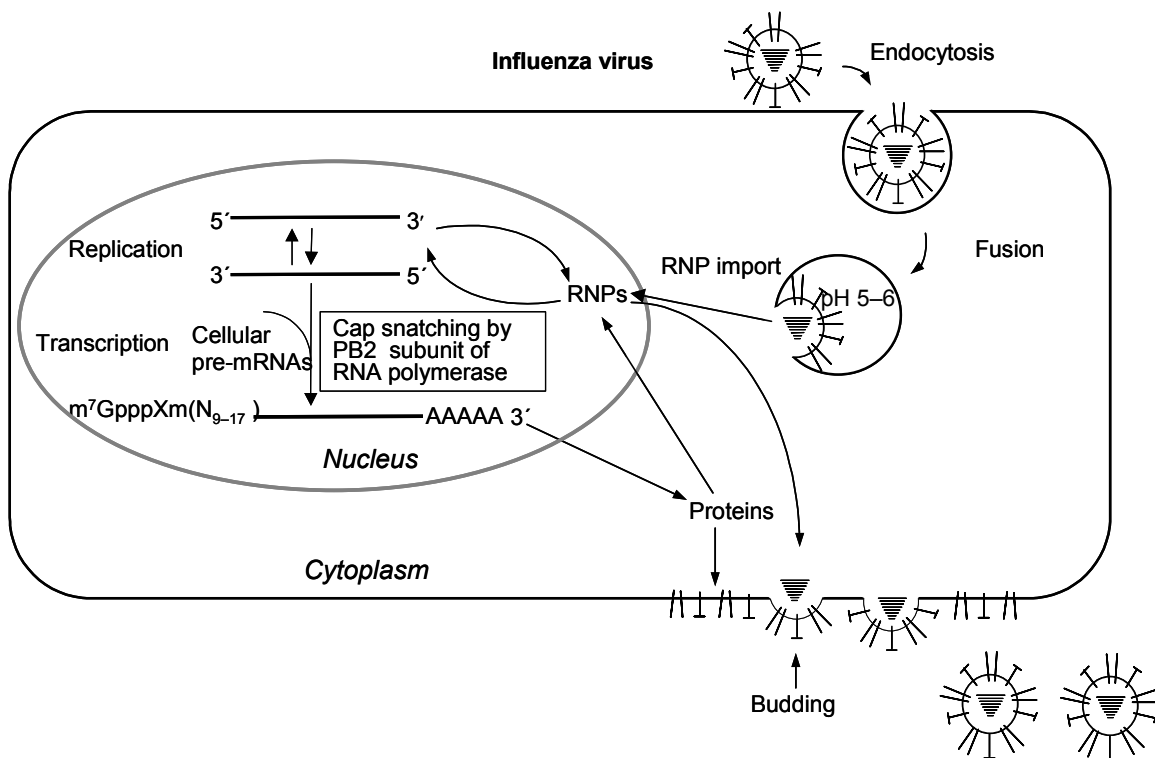 Influenza virus
Endocytosis
5´ 3′
Replication
3´ 5´
Fusion
RNP import
pH 5–6
RNPs
Transcription
Cellular
pre-mRNAs
Cap snatching by
PB2 subunit of
RNA polymerase
m⁷GpppXm(N₉₋₁₇) AAAAA 3´
Nucleus
Proteins
Cytoplasm
Budding